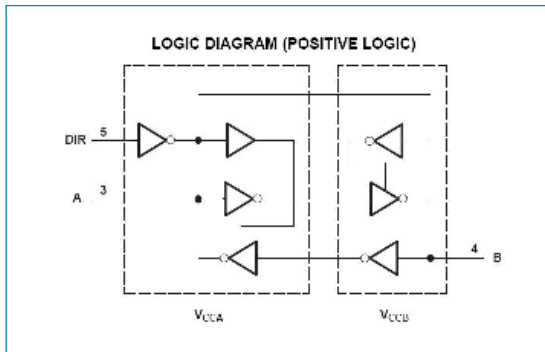 LOGIC DIAGRAM (POSITIVE LOGIC)
DIR 5
A 3
4 B
VCCA
VCCB